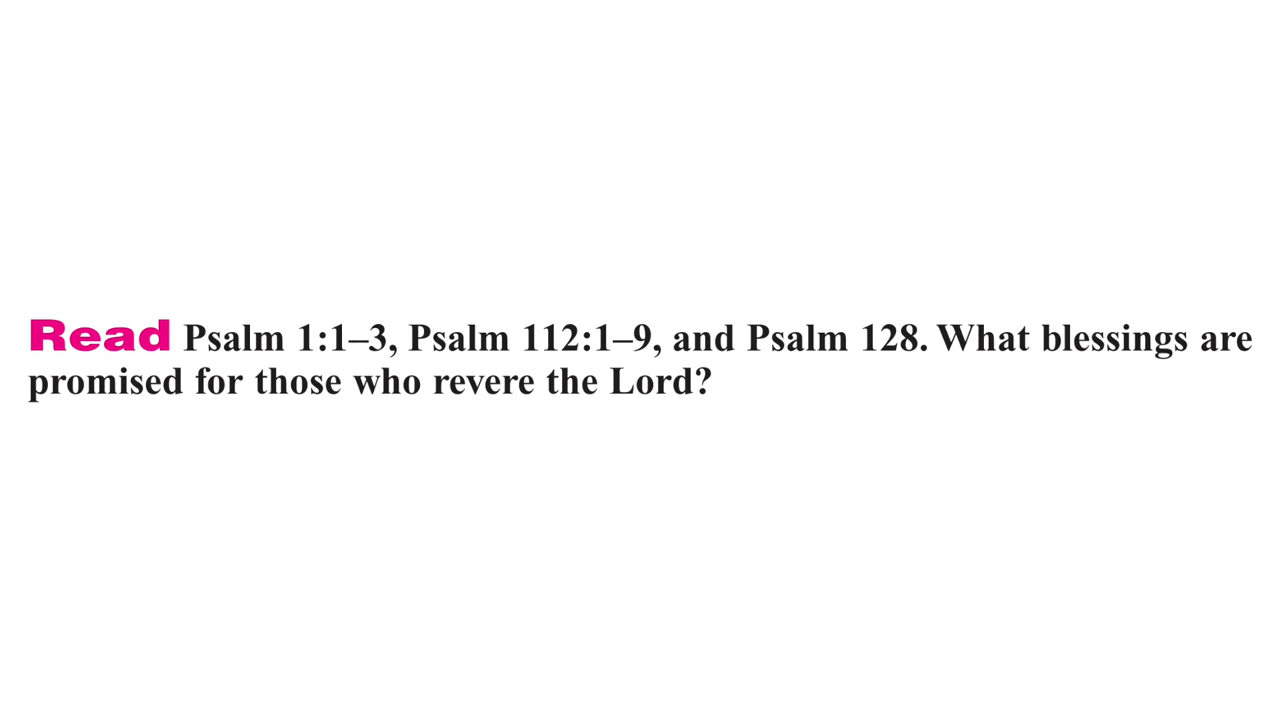 Read Psalm 1:1–3, Psalm 112:1–9, and Psalm 128. What blessings are
promised for those who revere the Lord?